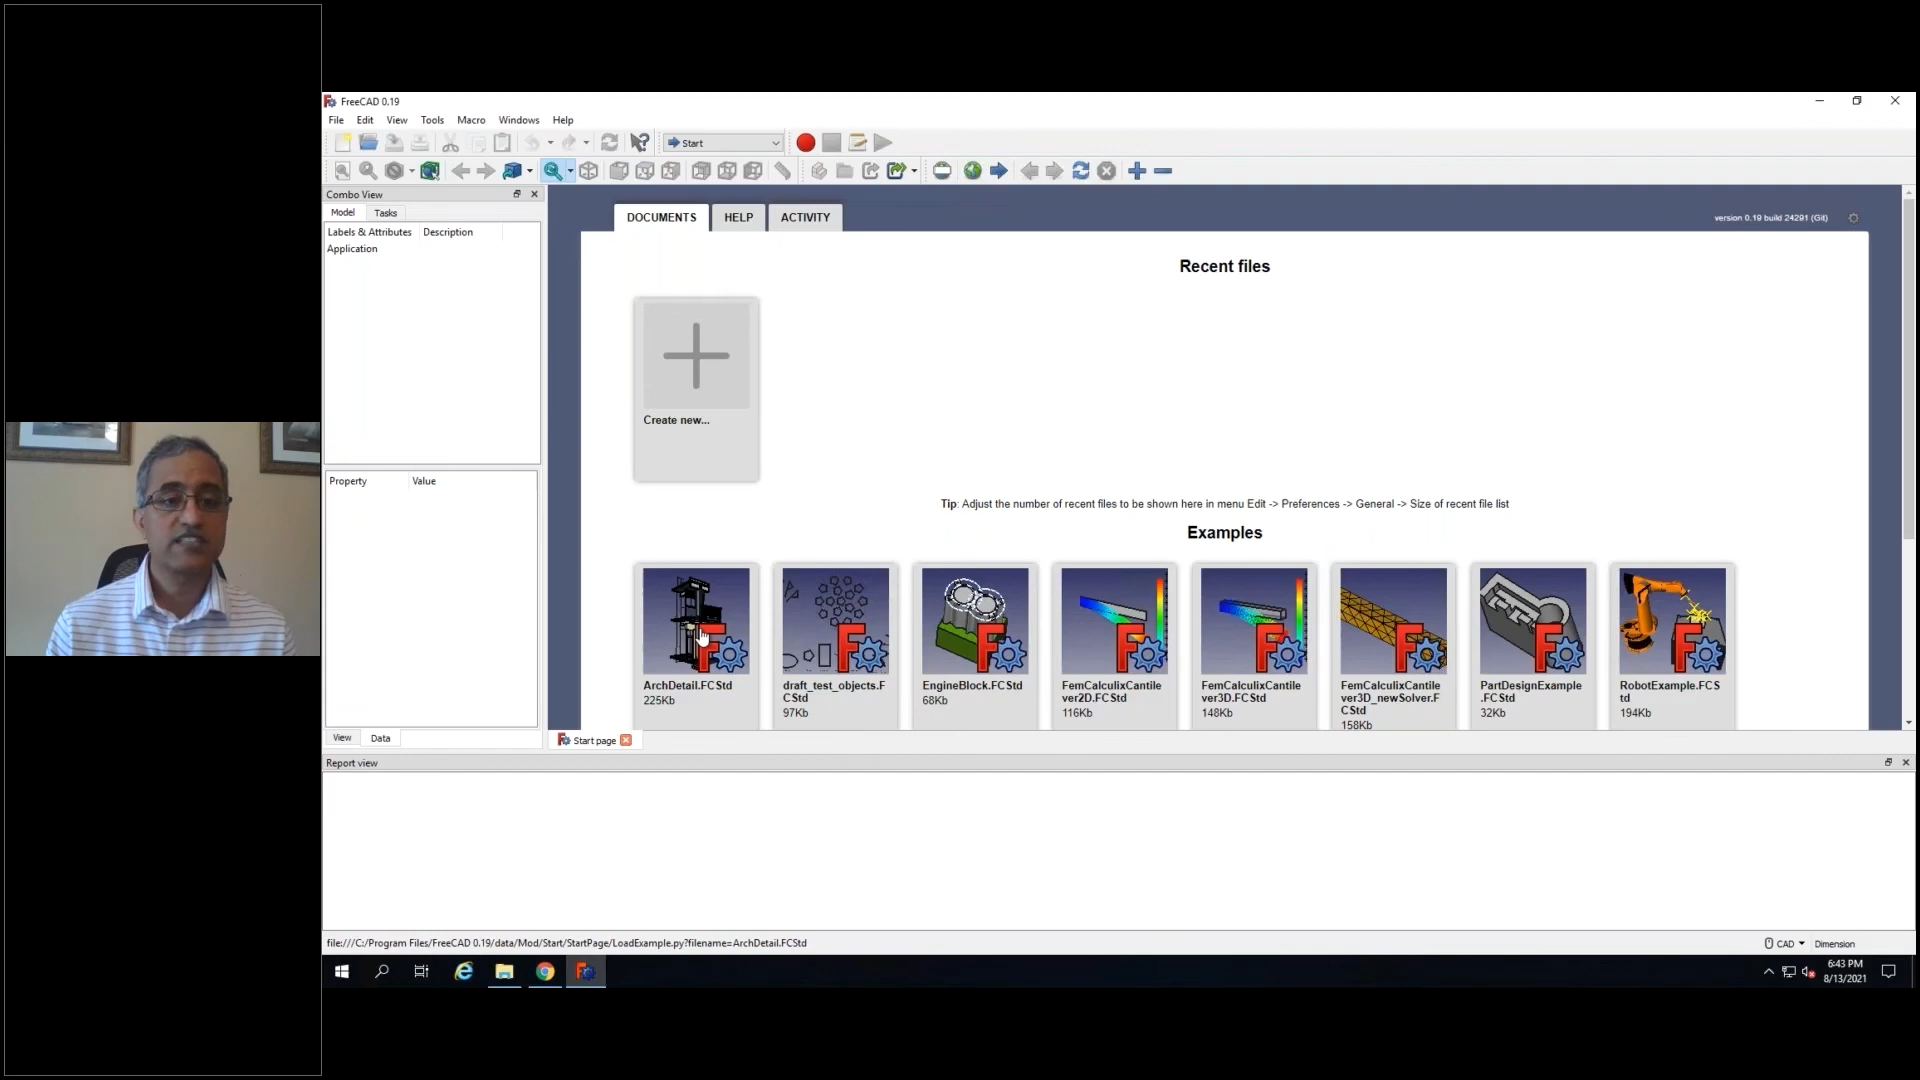 FreeCAD 0.19
File Edit View Tools Macro Windows Help
Start
Combo View
Model Tasks
Labels & Attributes Description
Application
Property Value
View Data
DOCUMENTS HELP ACTIVITY
version 0.19 build 24291 (Git)
Recent files
Create new...
Tip: Adjust the number of recent files to be shown here in menu Edit -> Preferences -> General -> Size of recent file list
Examples
ArchDetail.FCStd
225Kb
draft_test_objects.F
CStd
97Kb
EngineBlock.FCStd
68Kb
FemCalculixCantile
ver2D.FCStd
116Kb
FemCalculixCantile
ver3D.FCStd
148Kb
FemCalculixCantile
ver3D_newSolver.F
CStd
158Kb
PartDesignExample
.FCStd
32Kb
RobotExample.FCS
td
194Kb
Start page
Report view
file:///C:/Program Files/FreeCAD 0.19/data/Mod/Start/StartPage/LoadExample.py?filename=ArchDetail.FCStd
CAD Dimension
6:43 PM
8/13/2021